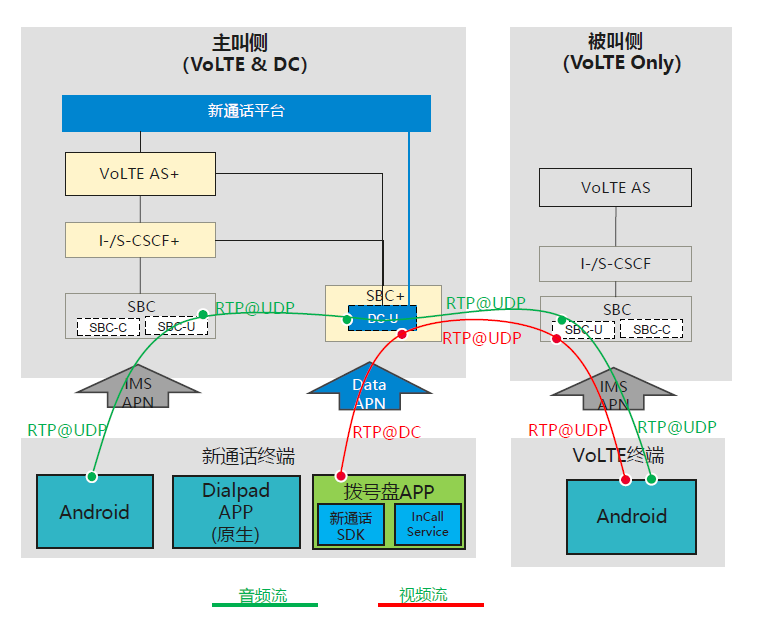 主叫侧
（VoLTE & DC）
被叫侧
（VoLTE Only）
新通话平台
VoLTE AS+
VoLTE AS
I-/S-CSCF+
I-/S-CSCF
SBC
SBC-C
SBC-U
RTP@UDP
SBC+
DC-U
RTP@UDP
RTP@UDP
SBC
SBC-U
SBC-C
IMS
APN
Data
APN
IMS
APN
RTP@UDP
RTP@DC
RTP@UDP
RTP@UDP
新通话终端
VoLTE终端
Android
Dialpad
APP
(原生)
拨号盘APP
新通话
SDK
InCall
Service
Android
音频流
视频流